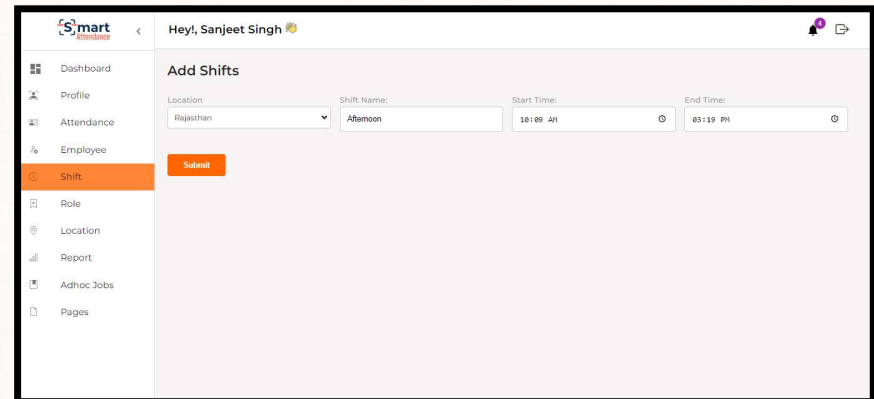 Smart
Attendance
Hey!, Sanjeet Singh
4
Dashboard
Profile
Attendance
Employee
Shift
Role
Location
Report
Adhoc Jobs
Pages
Add Shifts
Location
Shift Name:
Start Time:
End Time:
Rajasthan
Afternoon
10:09 AM
03:19 PM
Submit